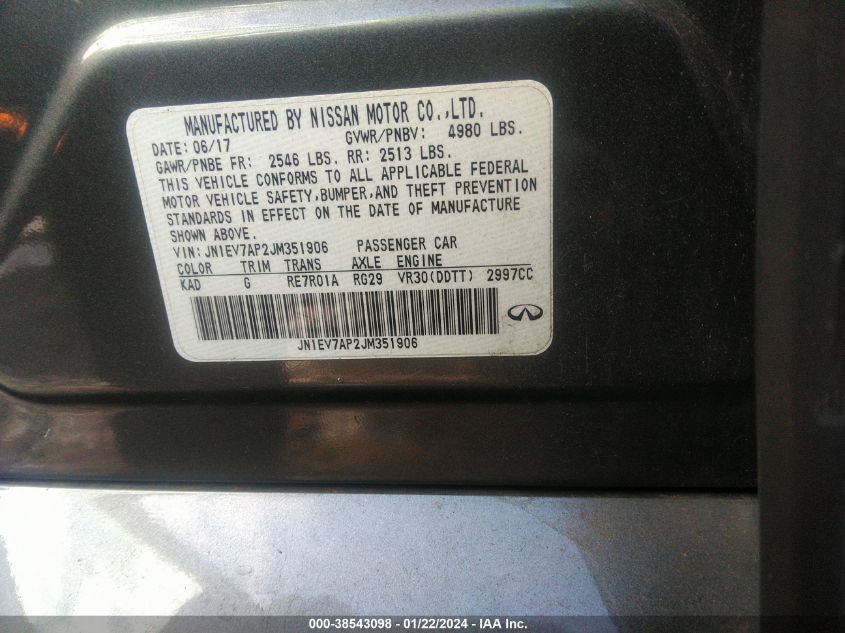 MANUFACTURED BY NISSAN MOTOR CO.,LTD.
DATE: 06/17 GVWR/PNBV: 4980 LBS.
GAWR/PNBE FR: 2546 LBS. RR: 2513 LBS.
THIS VEHICLE CONFORMS TO ALL APPLICABLE FEDERAL
MOTOR VEHICLE SAFETY,BUMPER,AND THEFT PREVENTION
STANDARDS IN EFFECT ON THE DATE OF MANUFACTURE
SHOWN ABOVE.
VIN: JN1EV7AP2JM351906 PASSENGER CAR
COLOR TRIM TRANS AXLE ENGINE
KAD G RE7R01A RG29 VR30(DDTT) 2997CC
JN1EV7AP2JM351906
000-38543098 - 01/22/2024 - IAA Inc.